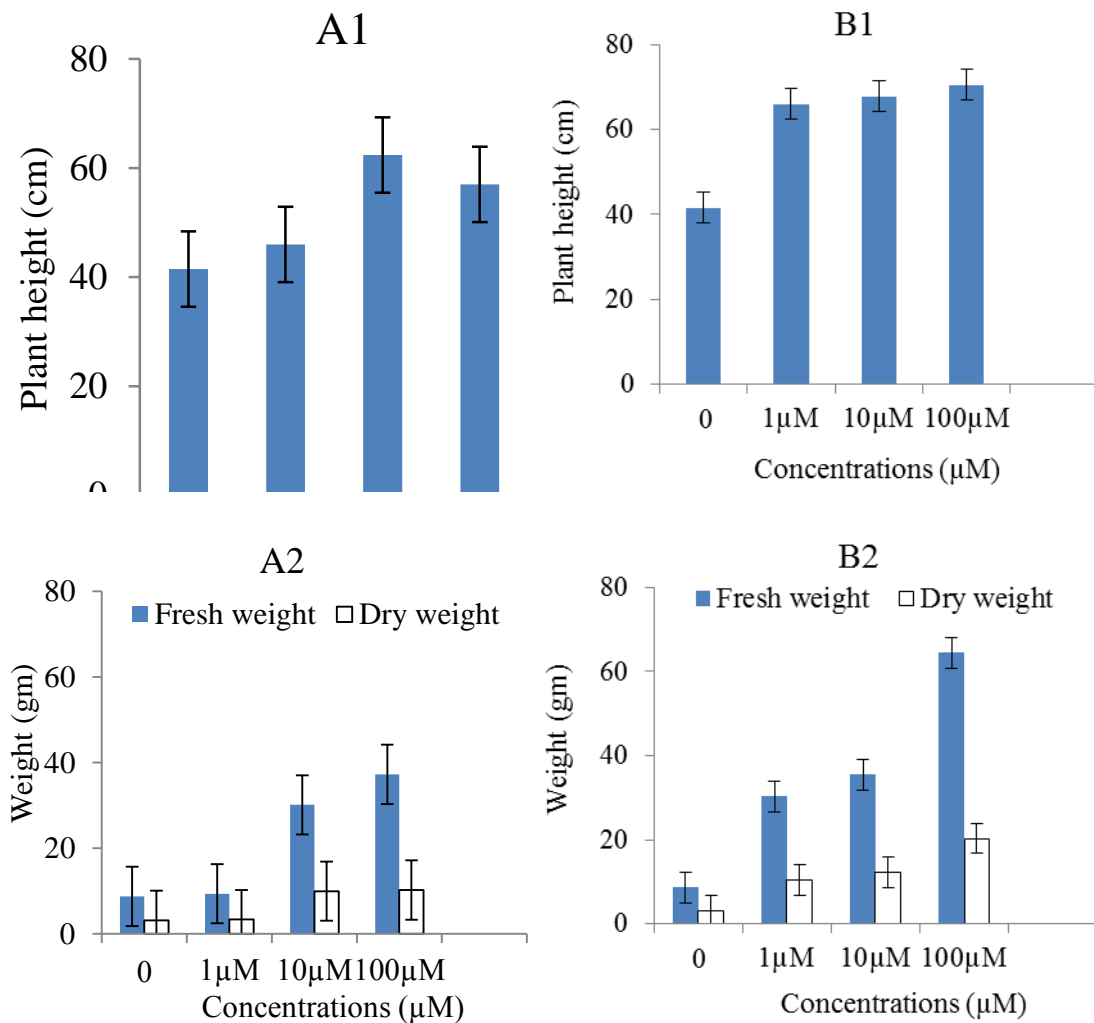 A1
80
60
40
20
0
Plant height (cm)
B1
80
60
40
20
0
Plant height (cm)
0 1µM 10µM 100µM
Concentrations (µM)
A2
80
60
40
20
0
Weight (gm)
Fresh weight Dry weight
0 1µM 10µM 100µM
Concentrations (µM)
B2
80
60
40
20
0
Weight (gm)
Fresh weight Dry weight
0 1µM 10µM 100µM
Concentrations (µM)